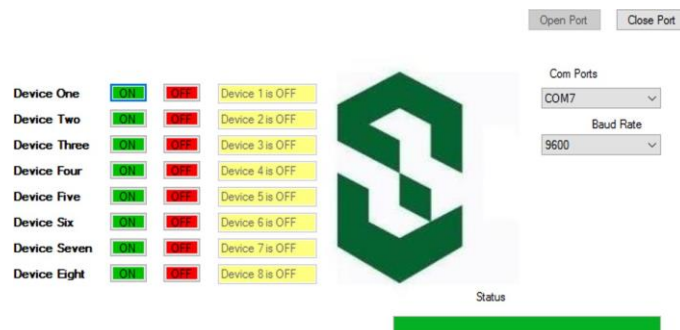 Open Port Close Port
Com Ports
COM7
Baud Rate
9600
Device One ON OFF Device 1 is OFF
Device Two ON OFF Device 2 is OFF
Device Three ON OFF Device 3 is OFF
Device Four ON OFF Device 4 is OFF
Device Five ON OFF Device 5 is OFF
Device Six ON OFF Device 6 is OFF
Device Seven ON OFF Device 7 is OFF
Device Eight ON OFF Device 8 is OFF
Status